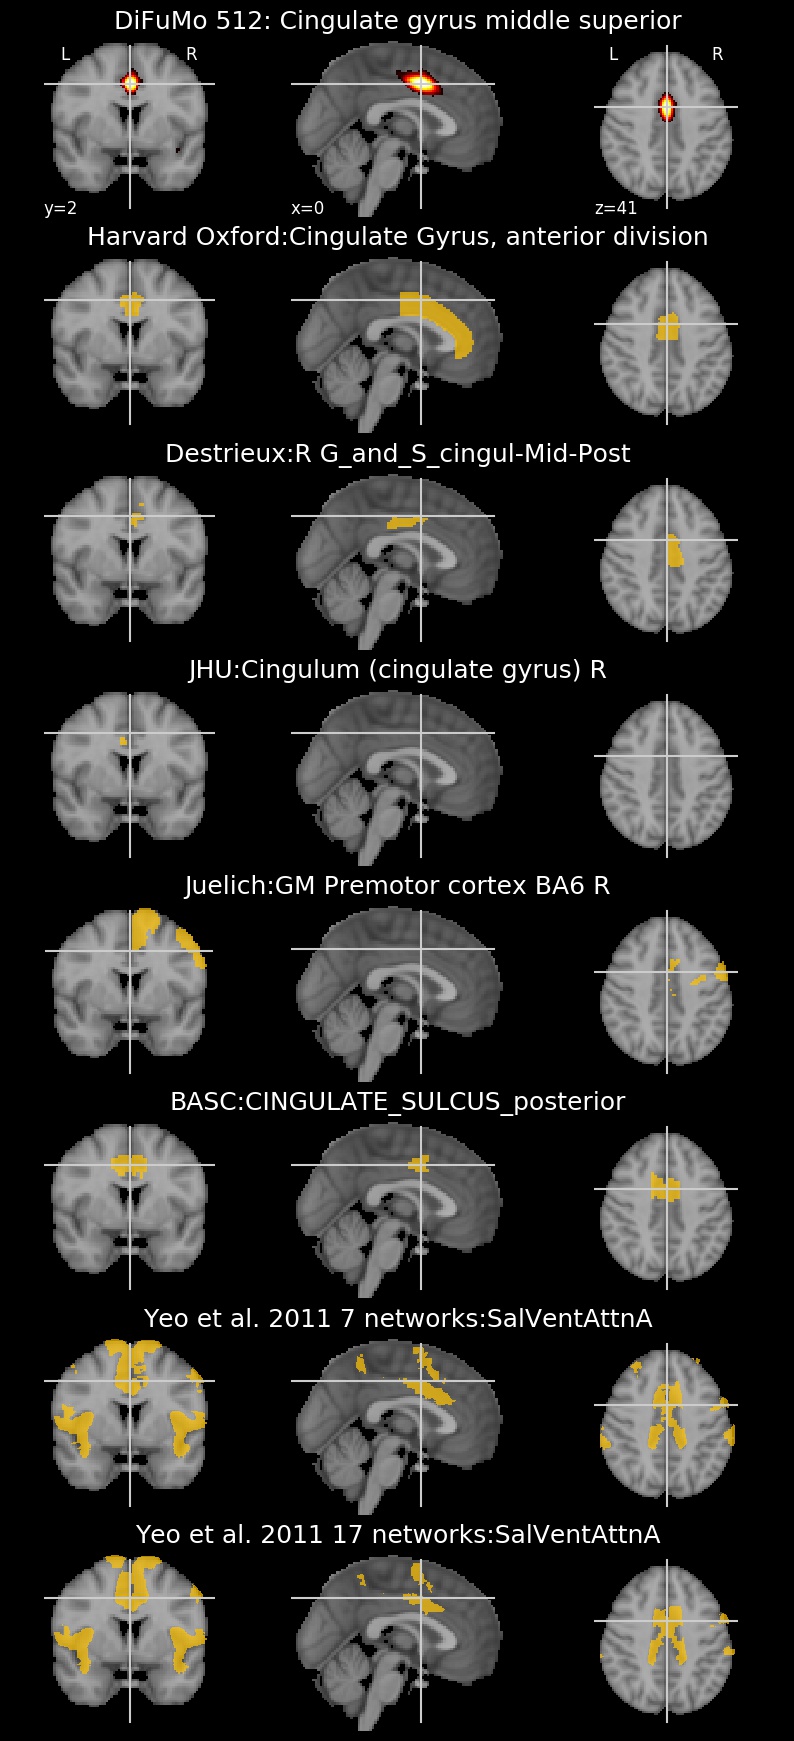 DiFuMo 512: Cingulate gyrus middle superior
L R L R
y=2 x=0 z=41
Harvard Oxford:Cingulate Gyrus, anterior division
Destrieux:R G_and_S_cingul-Mid-Post
JHU:Cingulum (cingulate gyrus) R
Juelich:GM Premotor cortex BA6 R
BASC:CINGULATE_SULCUS_posterior
Yeo et al. 2011 7 networks:SalVentAttnA
Yeo et al. 2011 17 networks:SalVentAttnA